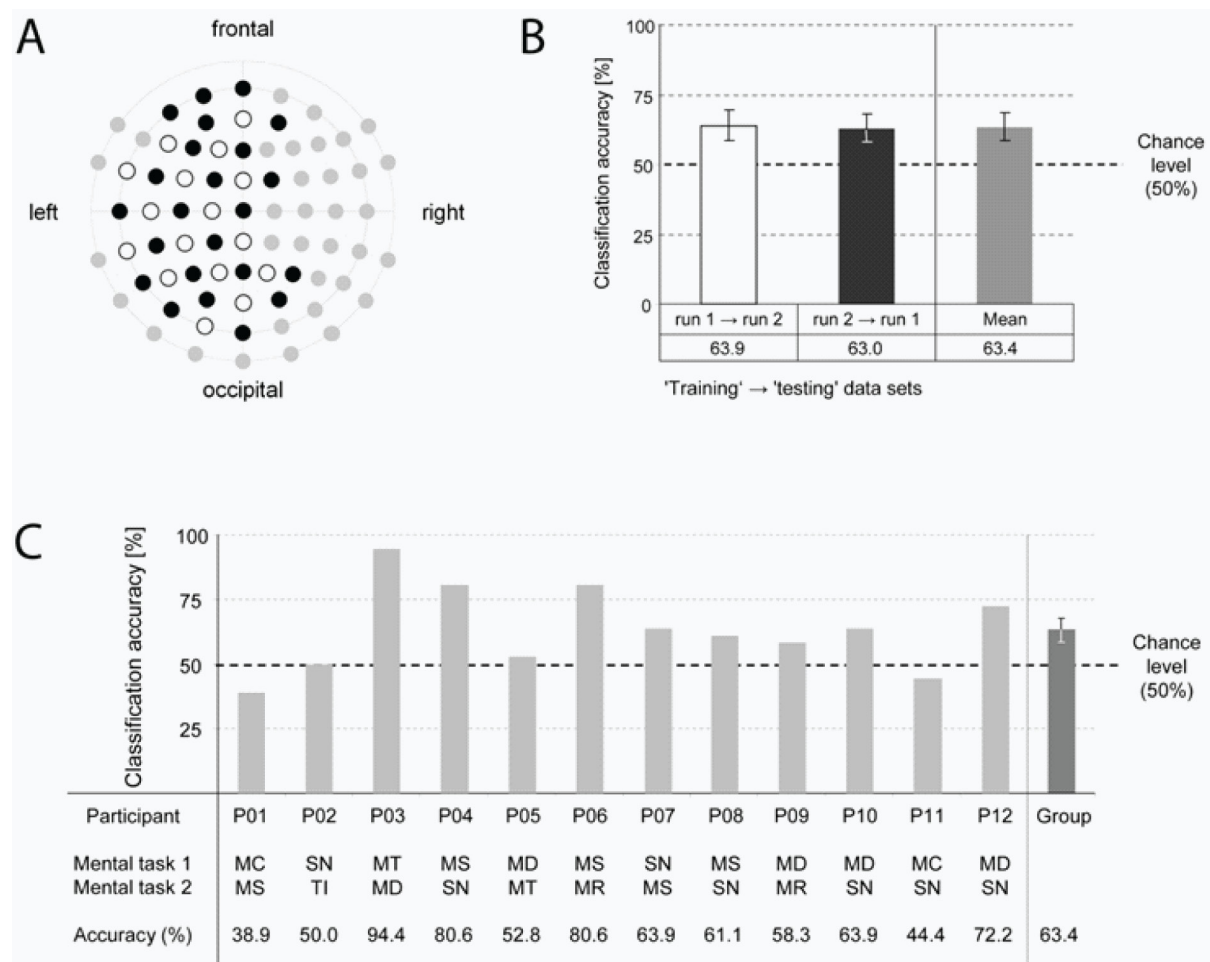 A
frontal
left
right
occipital
B
Classification accuracy [%]
100
75
50
25
0
Chance
level
(50%)
run 1 → run 2 run 2 → run 1 Mean
63.9 63.0 63.4
'Training' → 'testing' data sets
C
Classification accuracy [%]
100
75
50
25
Chance
level
(50%)
Participant P01 P02 P03 P04 P05 P06 P07 P08 P09 P10 P11 P12 Group
Mental task 1 MC SN MT MS MD MS SN MS MD MD MC MD
Mental task 2 MS TI MD SN MT MR MS SN MR SN SN SN
Accuracy (%) 38.9 50.0 94.4 80.6 52.8 80.6 63.9 61.1 58.3 63.9 44.4 72.2 63.4